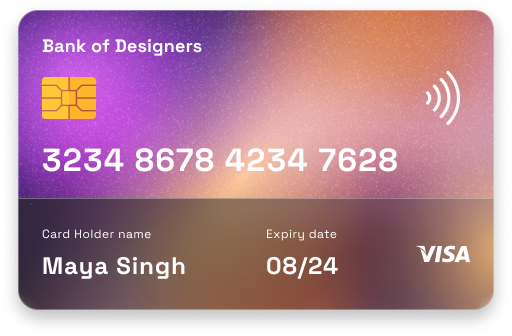 Bank of Designers
3234 8678 4234 7628
Card Holder name
Maya Singh
Expiry date
08/24
VISA